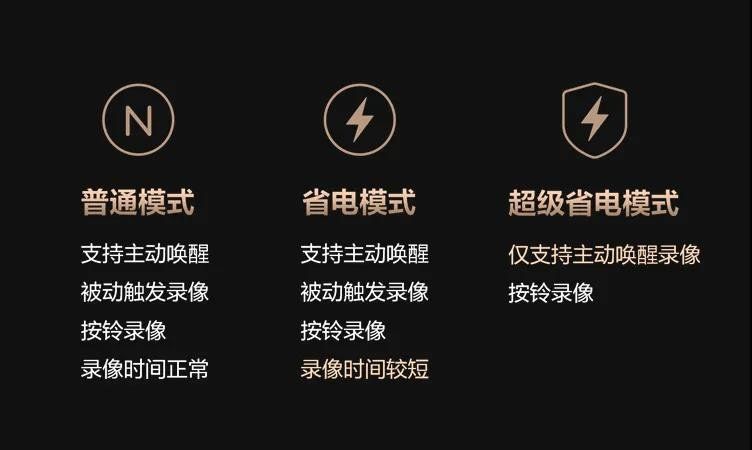 N
普通模式
支持主动唤醒
被动触发录像
按铃录像
录像时间正常
省电模式
支持主动唤醒
被动触发录像
按铃录像
录像时间较短
超级省电模式
仅支持主动唤醒录像
按铃录像